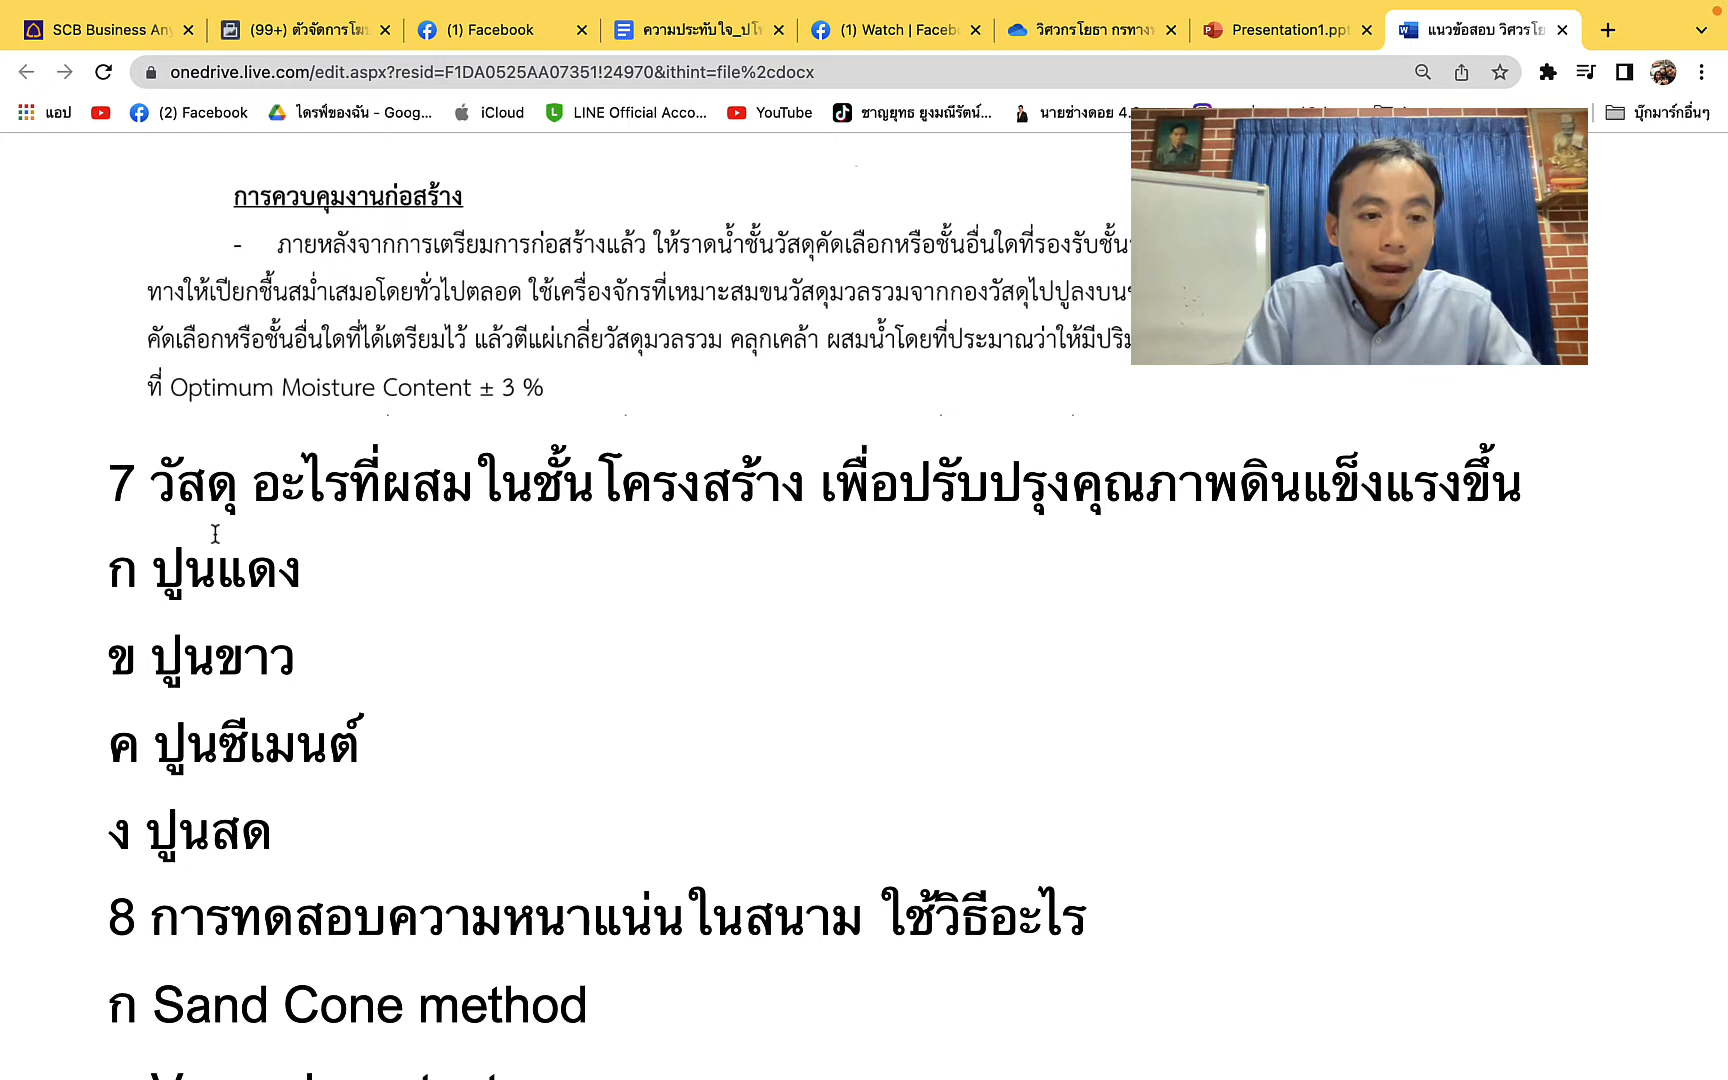 SCB Business Any
(99+) ตัวจัดการโฆษ
(1) Facebook
ความประทับใจ_ป
(1) Watch | Faceb
วิศวกรโยธา กรทาง
Presentation1.ppt
แนวข้อสอบ วิศวรโย
onedrive.live.com/edit.aspx?resid=F1DA0525AA07351!24970&ithint=file%2cdocx
แอป
(2) Facebook
ไดรฟ์ของฉัน - Goog...
iCloud
LINE Official Acco...
YouTube
ชาญยุทธ ยูงมณีรัตน์...
นายช่างดอย 4.
บุ๊กมาร์กอื่นๆ
การควบคุมงานก่อสร้าง
- ภายหลังจากการเตรียมการก่อสร้างแล้ว ให้ราดน้ำชั้นวัสดุคัดเลือกหรือชั้นอื่นใดที่รองรับชั้น
ทางให้เปียกชื้นสม่ำเสมอโดยทั่วไปตลอด ใช้เครื่องจักรที่เหมาะสมขนวัสดุมวลรวมจากกองวัสดุไปปูลงบน
คัดเลือกหรือชั้นอื่นใดที่ได้เตรียมไว้ แล้วตีแผ่เกลี่ยวัสดุมวลรวม คลุกเคล้า ผสมน้ำโดยที่ประมาณว่าให้มีปริม
ที่ Optimum Moisture Content ± 3 %
7 วัสดุ อะไรที่ผสมในชั้นโครงสร้าง เพื่อปรับปรุงคุณภาพดินแข็งแรงขึ้น
ก ปูนแดง
ข ปูนขาว
ค ปูนซีเมนต์
ง ปูนสด
8 การทดสอบความหนาแน่นในสนาม ใช้วิธีอะไร
ก Sand Cone method